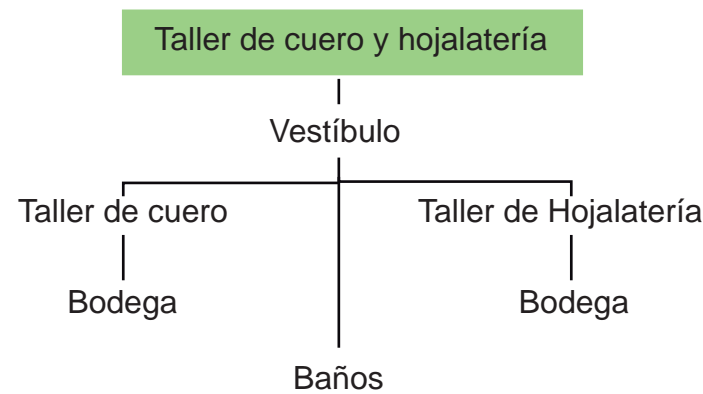 Taller de cuero y hojalatería
Vestíbulo
Taller de cuero
Taller de Hojalatería
Bodega
Bodega
Baños